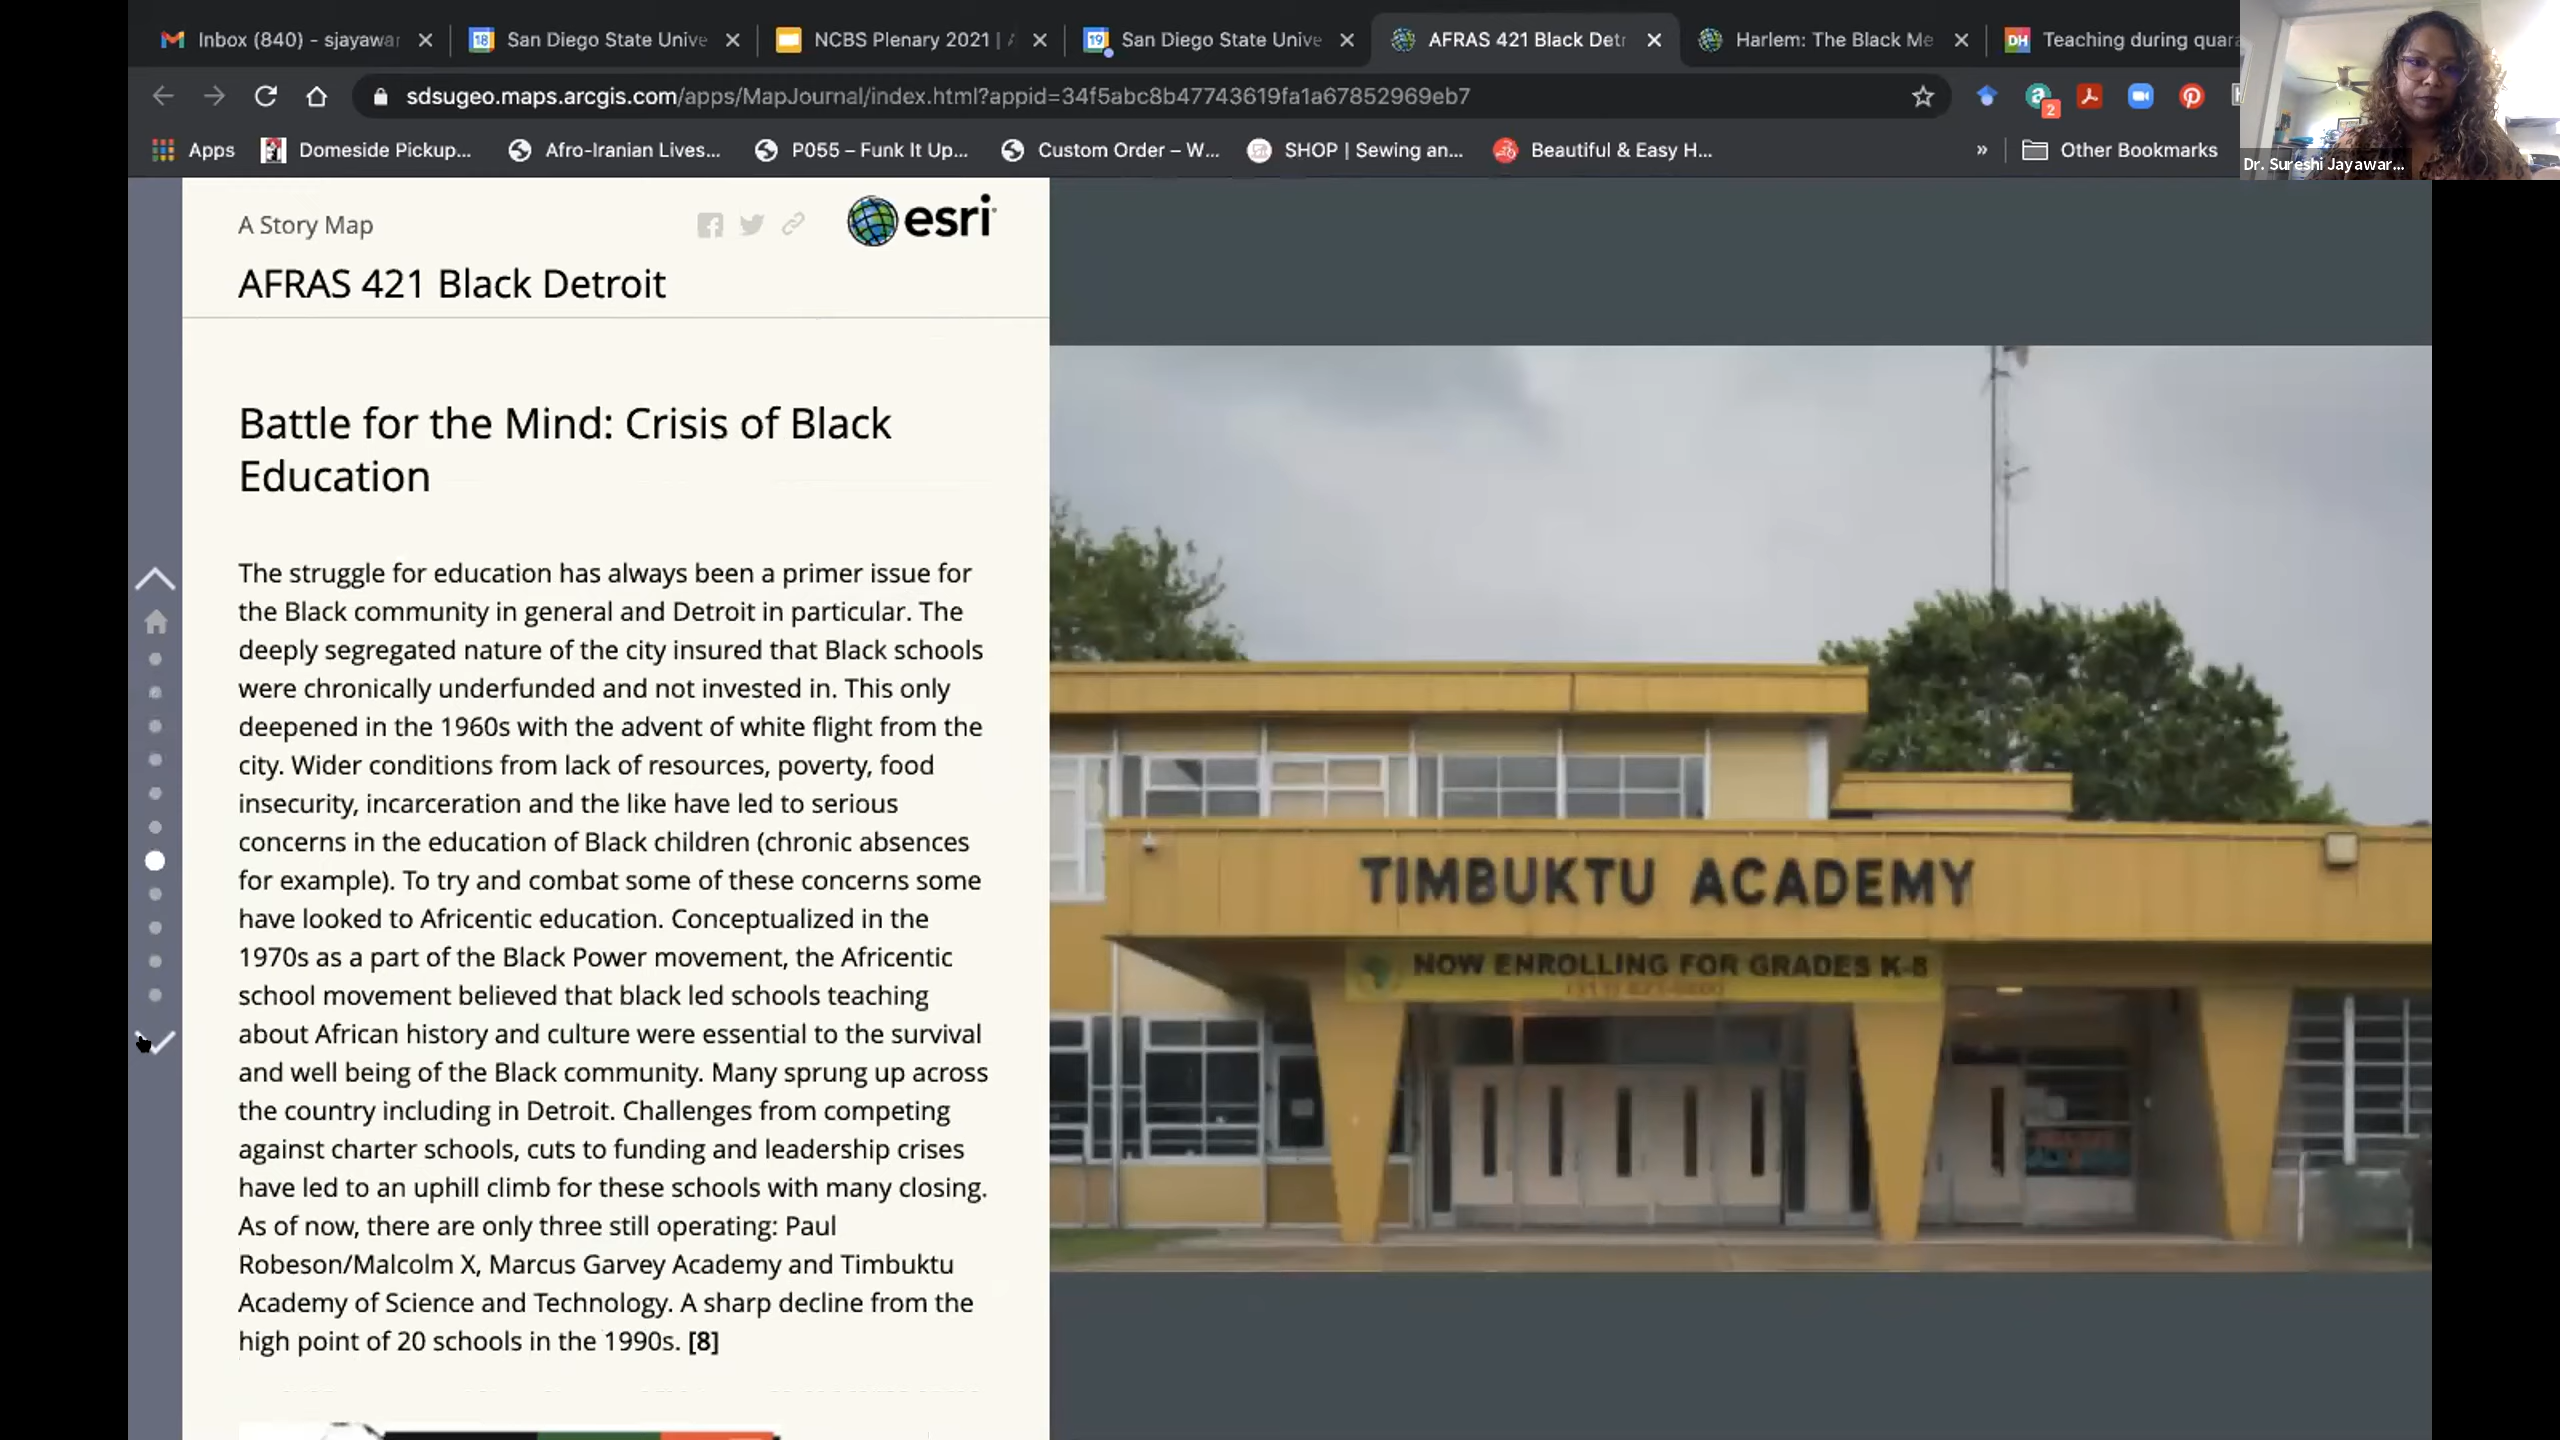 Inbox (840) - sjayawar
18 San Diego State Unive
NCBS Plenary 2021 |
19 San Diego State Unive
AFRAS 421 Black Detr
Harlem: The Black Me
DH Teaching during quar
sdsugeo.maps.arcgis.com/apps/MapJournal/index.html?appid=34f5abc8b47743619fa1a67852969eb7
2
Apps
Domeside Pickup...
Afro-Iranian Lives...
P055 – Funk It Up...
Custom Order – W...
SHOP | Sewing an...
Beautiful & Easy H...
» Other Bookmarks
Dr. Sureshi Jayawar...
A Story Map
esri
AFRAS 421 Black Detroit
Battle for the Mind: Crisis of Black
Education
The struggle for education has always been a primer issue for
the Black community in general and Detroit in particular. The
deeply segregated nature of the city insured that Black schools
were chronically underfunded and not invested in. This only
deepened in the 1960s with the advent of white flight from the
city. Wider conditions from lack of resources, poverty, food
insecurity, incarceration and the like have led to serious
concerns in the education of Black children (chronic absences
for example). To try and combat some of these concerns some
have looked to Africentic education. Conceptualized in the
1970s as a part of the Black Power movement, the Africentic
school movement believed that black led schools teaching
about African history and culture were essential to the survival
and well being of the Black community. Many sprung up across
the country including in Detroit. Challenges from competing
against charter schools, cuts to funding and leadership crises
have led to an uphill climb for these schools with many closing.
As of now, there are only three still operating: Paul
Robeson/Malcolm X, Marcus Garvey Academy and Timbuktu
Academy of Science and Technology. A sharp decline from the
high point of 20 schools in the 1990s. [8]
TIMBUKTU ACADEMY
NOW ENROLLING FOR GRADES K-8